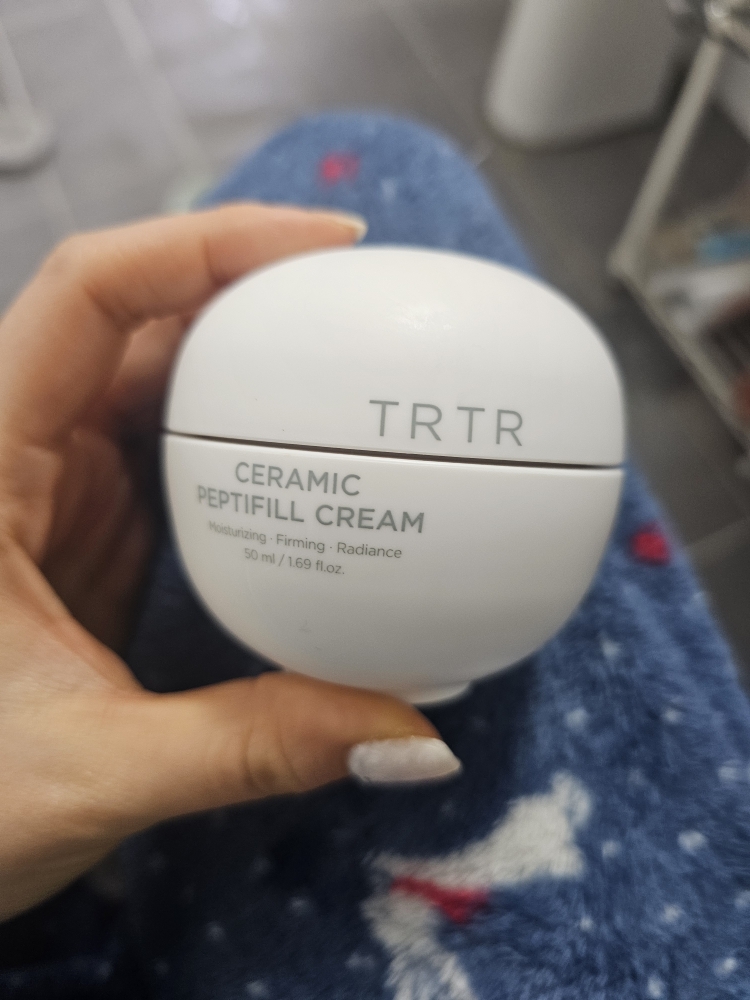 TRTR
CERAMIC
PEPTIFILL CREAM
Moisturizing · Firming · Radiance
50 ml / 1.69 fl.oz.